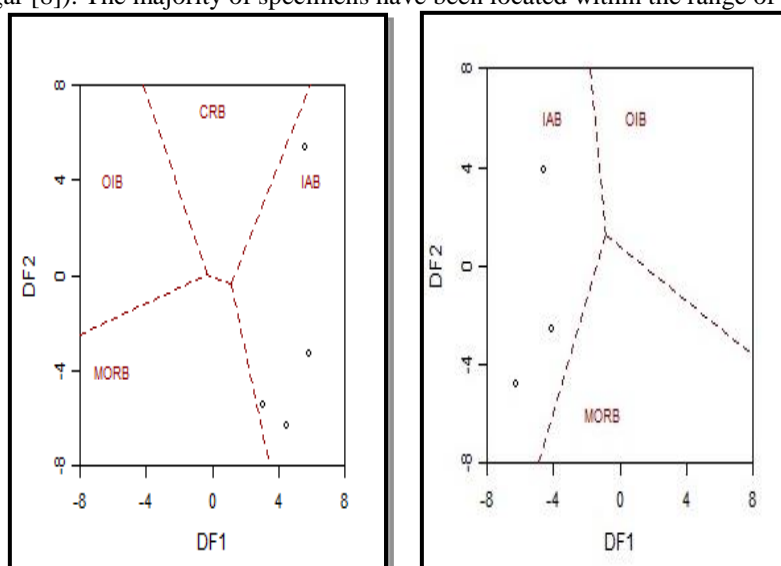 gar [8]). The majority of specimens have been located within the range of
8
CRB
4
OIB
IAB
DF2
0
-4
MORB
-8
-8 -4 0 4 8
DF1
8
IAB OIB
4
DF2
0
-4
MORB
-8
-8 -4 0 4 8
DF1